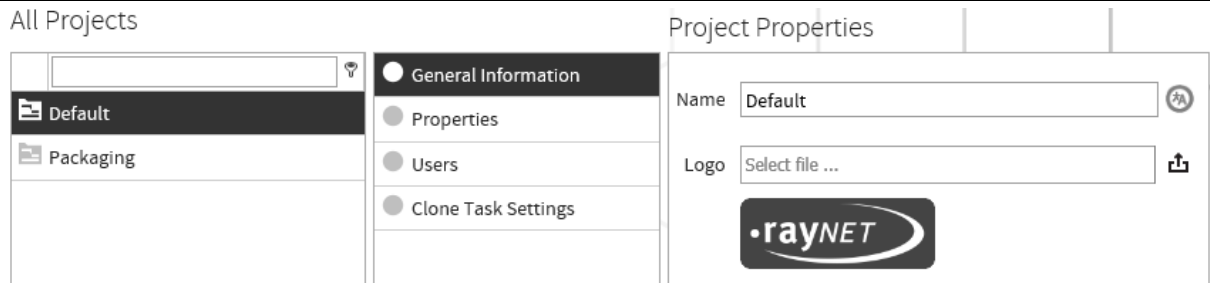 All Projects
Default
Packaging
General Information
Properties
Users
Clone Task Settings
Project Properties
Name Default
Logo Select file ...
•rayNET